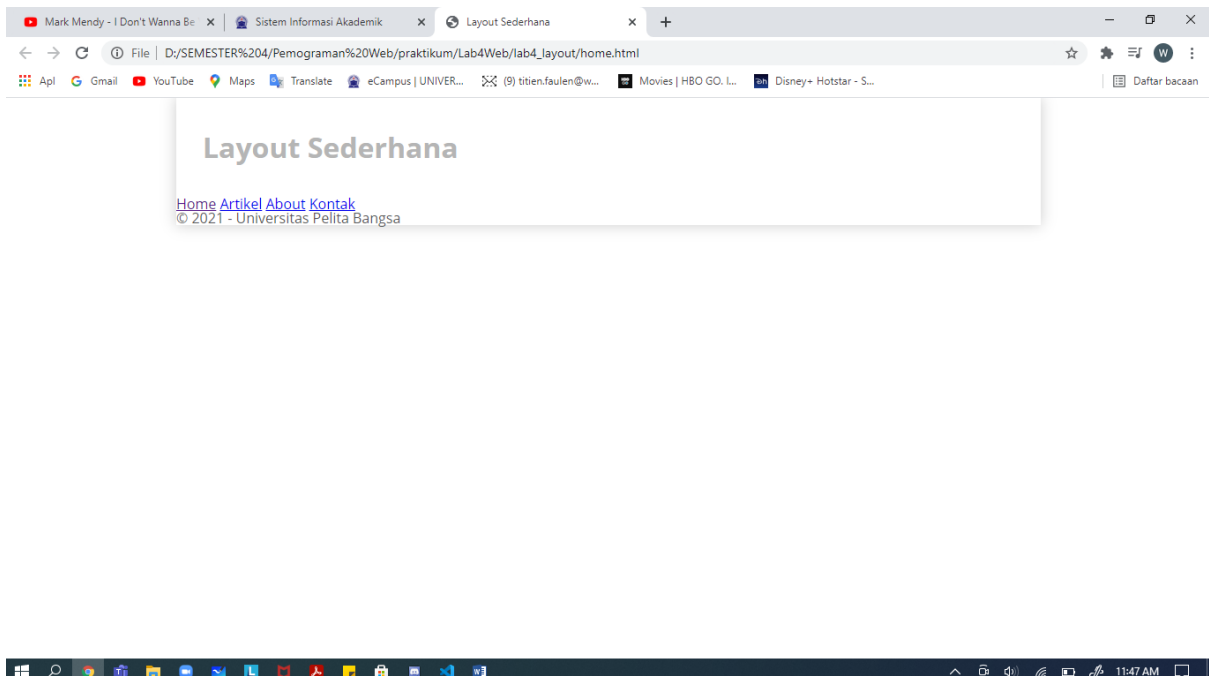 Mark Mendy - I Don't Wanna Be
Sistem Informasi Akademik
Layout Sederhana
File | D:/SEMESTER%204/Pemograman%20Web/praktikum/Lab4Web/lab4_layout/home.html
W
Apl
Gmail
YouTube
Maps
Translate
eCampus | UNIVER...
(9) titien.faulen@w...
Movies | HBO GO. I...
Disney+ Hotstar - S...
Daftar bacaan
Layout Sederhana
Home Artikel About Kontak
© 2021 - Universitas Pelita Bangsa
11:47 AM